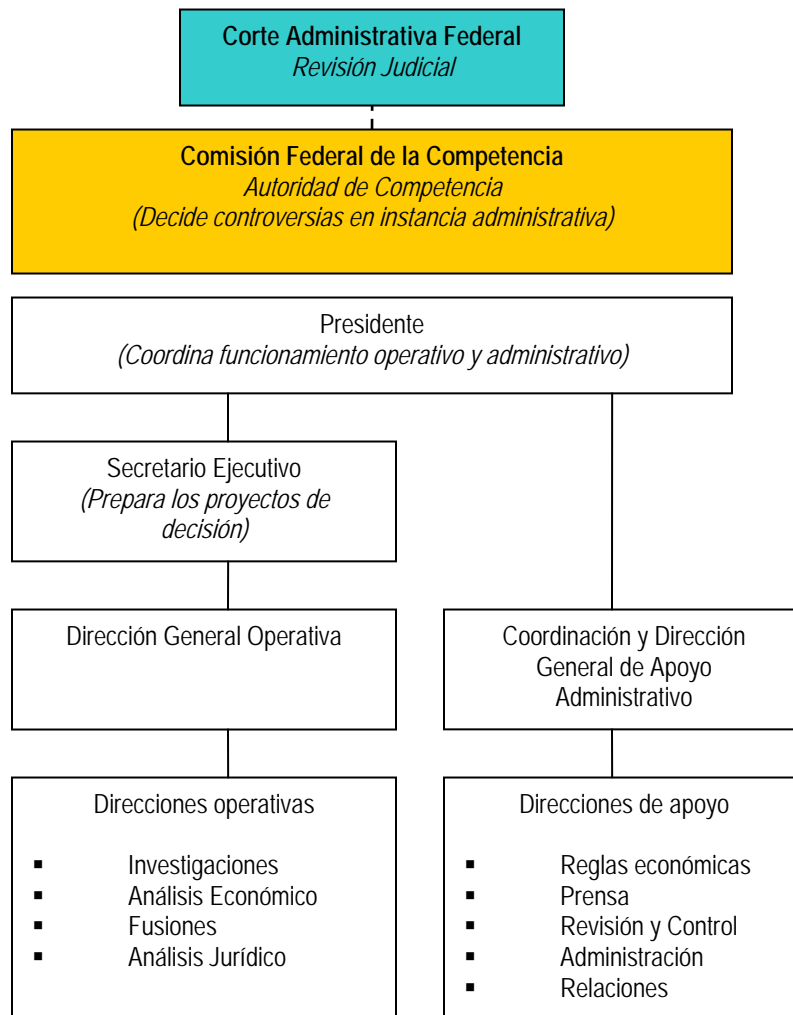 Corte Administrativa Federal
Revisión Judicial
Comisión Federal de la Competencia
Autoridad de Competencia
(Decide controversias en instancia administrativa)
Presidente
(Coordina funcionamiento operativo y administrativo)
Secretario Ejecutivo
(Prepara los proyectos de
decisión)
Dirección General Operativa
Coordinación y Dirección
General de Apoyo
Administrativo
Direcciones operativas
▪ Investigaciones
▪ Análisis Económico
▪ Fusiones
▪ Análisis Jurídico
Direcciones de apoyo
▪ Reglas económicas
▪ Prensa
▪ Revisión y Control
▪ Administración
▪ Relaciones